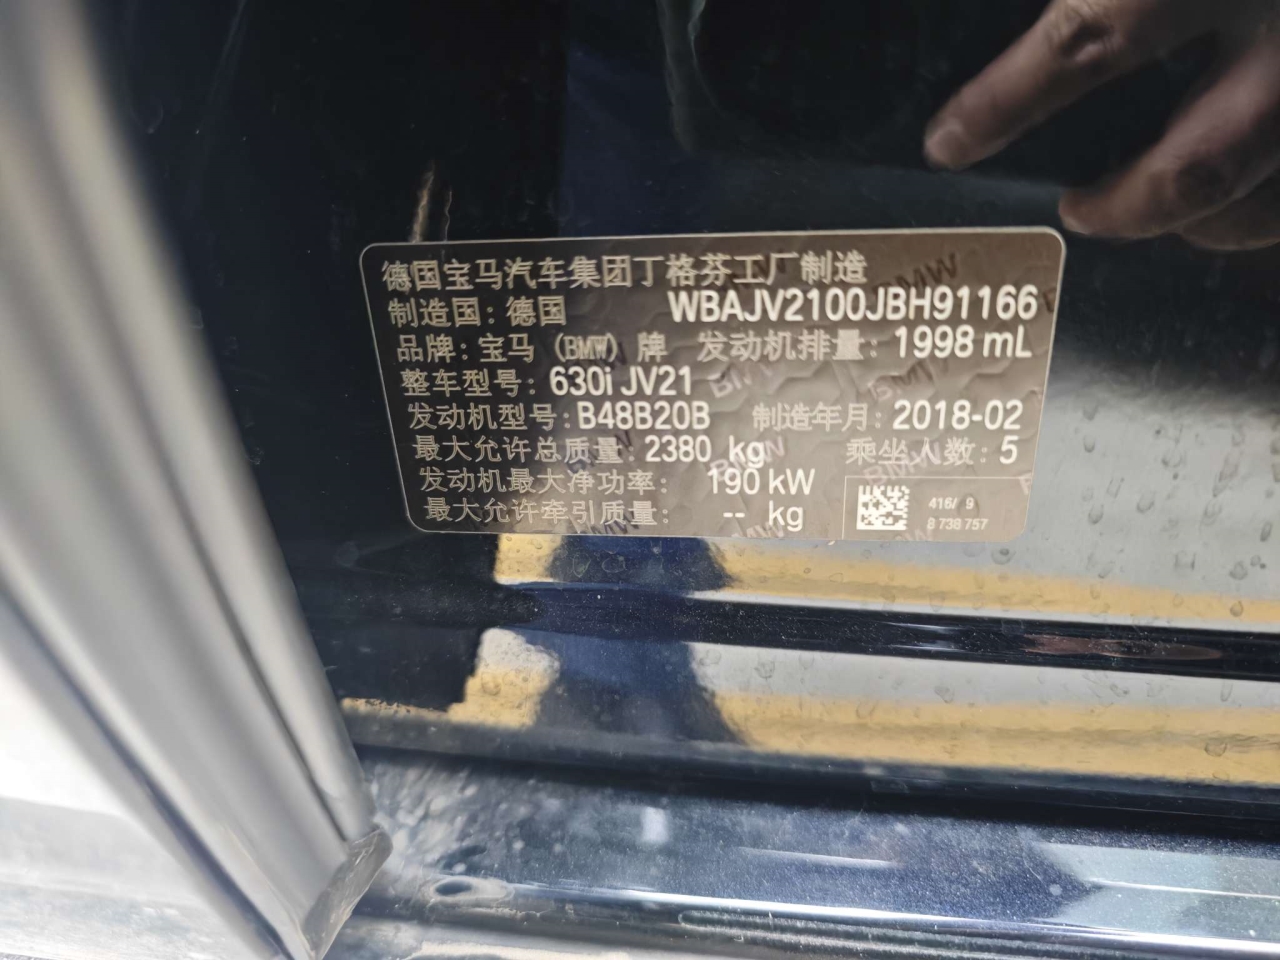 德国宝马汽车集团丁格芬工厂制造
制造国：德国 WBAJV2100JBH91166
品牌：宝马（BMW）牌 发动机排量：1998 mL
整车型号：630i JV21
发动机型号：B48B20B 制造年月：2018-02
最大允许总质量：2380 kg 乘坐人数：5
发动机最大净功率： 190 kW
最大允许牵引质量： -- kg
416/ 9
8 738 757